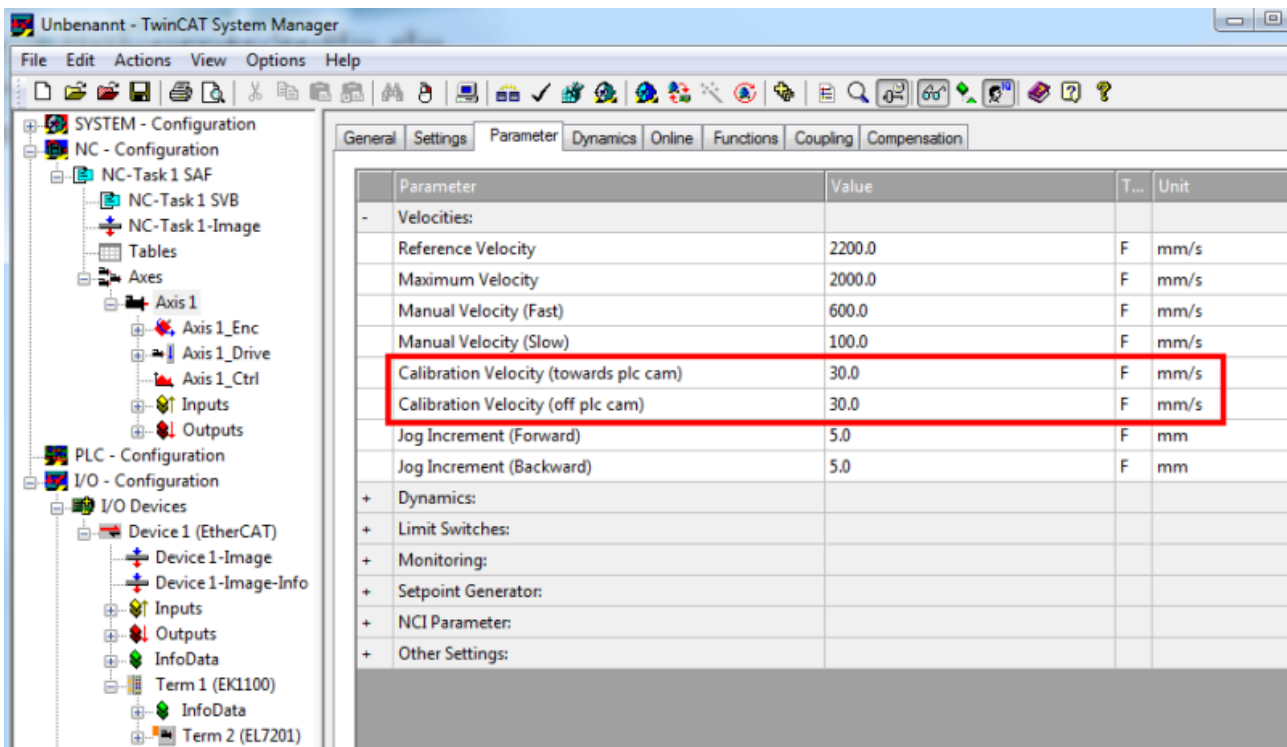 Unbenannt - TwinCAT System Manager
File Edit Actions View Options Help
SYSTEM - Configuration
NC - Configuration
NC-Task 1 SAF
NC-Task 1 SVB
NC-Task 1-Image
Tables
Axes
Axis 1
Axis 1_Enc
Axis 1_Drive
Axis 1_Ctrl
Inputs
Outputs
PLC - Configuration
I/O - Configuration
I/O Devices
Device 1 (EtherCAT)
Device 1-Image
Device 1-Image-Info
Inputs
Outputs
InfoData
Term 1 (EK1100)
InfoData
Term 2 (EL7201)
General Settings Parameter Dynamics Online Functions Coupling Compensation
Parameter Value T... Unit
- Velocities:
Reference Velocity 2200.0 F mm/s
Maximum Velocity 2000.0 F mm/s
Manual Velocity (Fast) 600.0 F mm/s
Manual Velocity (Slow) 100.0 F mm/s
Calibration Velocity (towards plc cam) 30.0 F mm/s
Calibration Velocity (off plc cam) 30.0 F mm/s
Jog Increment (Forward) 5.0 F mm
Jog Increment (Backward) 5.0 F mm
+ Dynamics:
+ Limit Switches:
+ Monitoring:
+ Setpoint Generator:
+ NCI Parameter:
+ Other Settings: